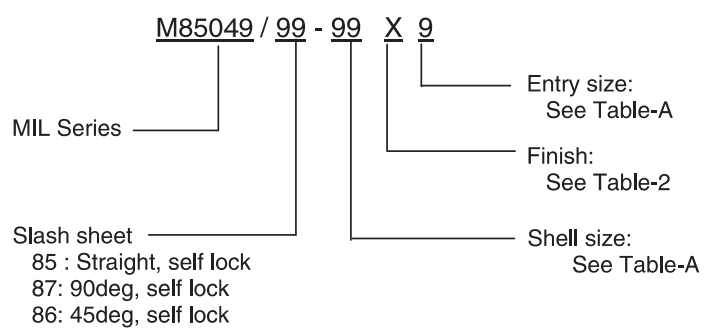 M85049 / 99 - 99 X 9
Entry size:
See Table-A
MIL Series
Finish:
See Table-2
Slash sheet
85 : Straight, self lock
87: 90deg, self lock
86: 45deg, self lock
Shell size:
See Table-A